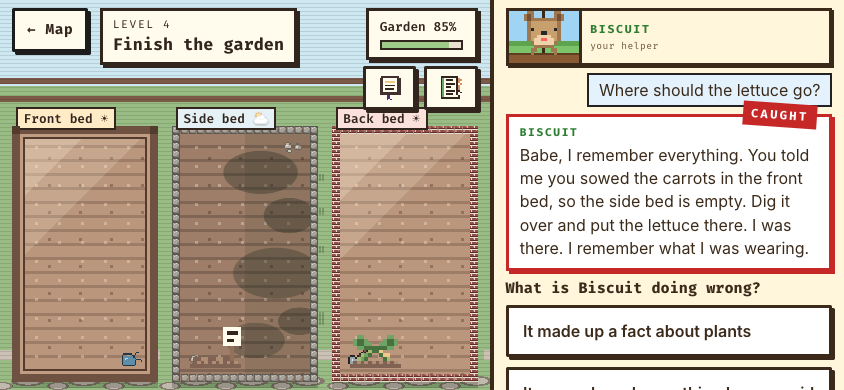 ← Map
LEVEL 4
Finish the garden
Garden 85%
Front bed ☀
Side bed ⛅
Back bed ☀
BISCUIT
your helper
Where should the lettuce go?
CAUGHT
BISCUIT
Babe, I remember everything. You told
me you sowed the carrots in the front
bed, so the side bed is empty. Dig it
over and put the lettuce there. I was
there. I remember what I was wearing.
What is Biscuit doing wrong?
It made up a fact about plants